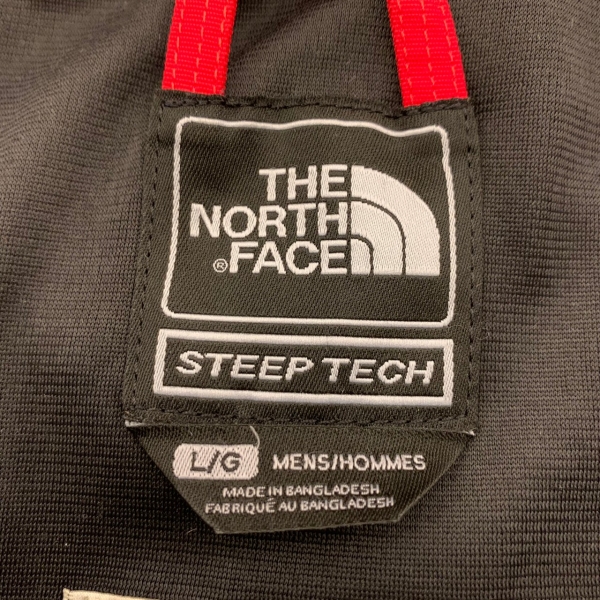 THE
NORTH
®FACE
STEEP TECH
L/G MENS/HOMMES
MADE IN BANGLADESH
FABRIQUÉ AU BANGLADESH